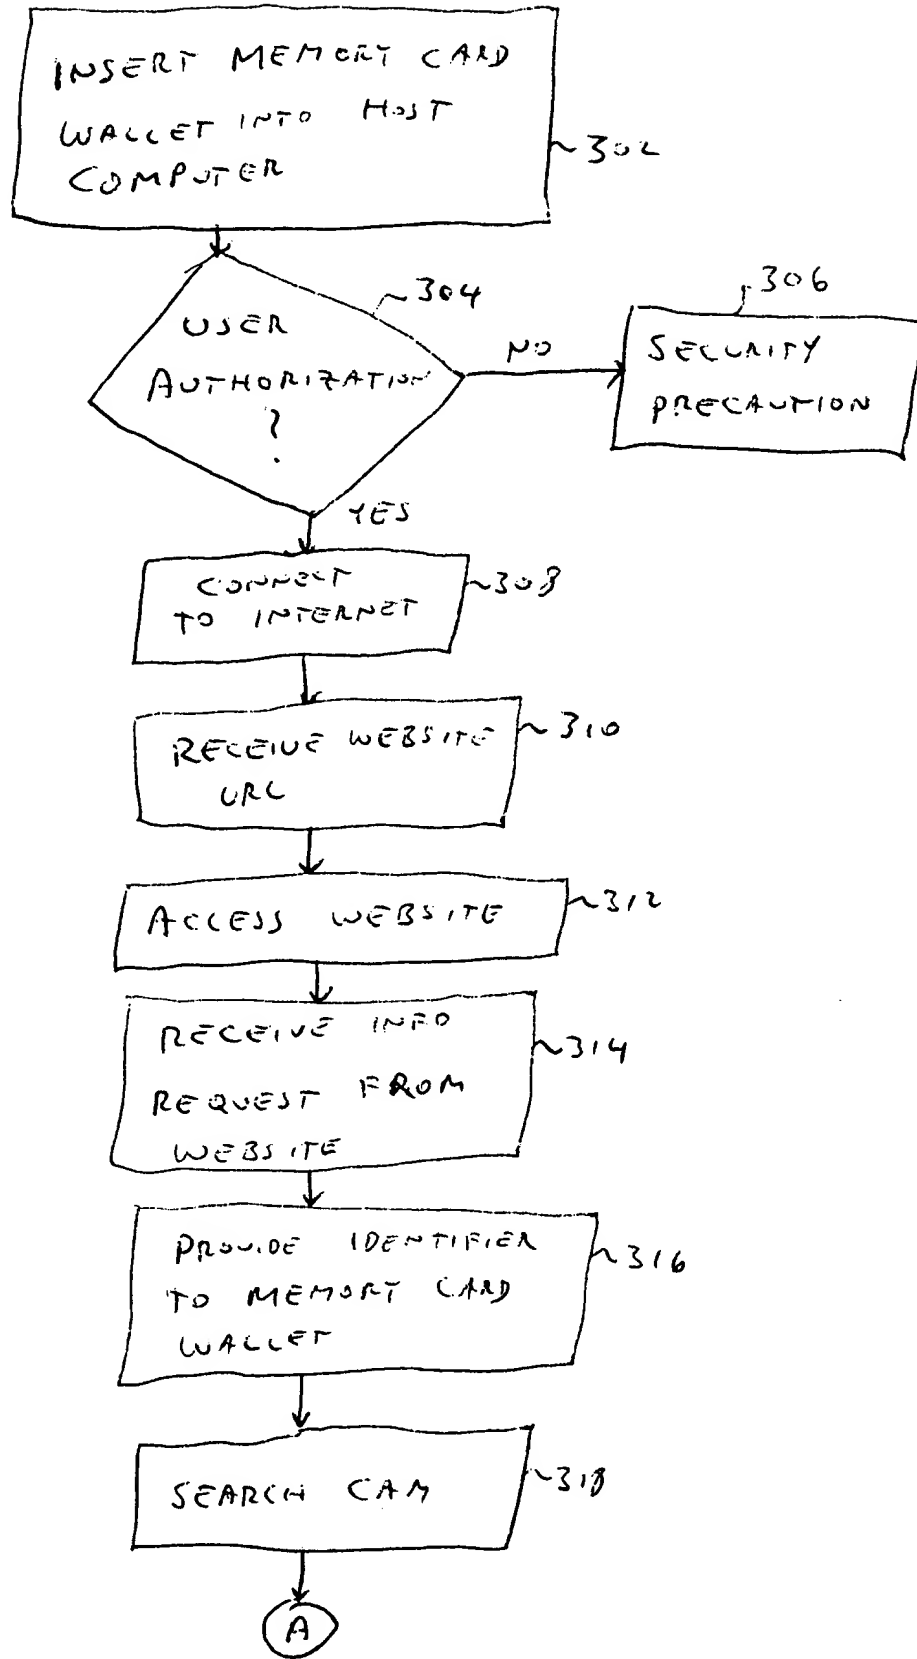 INSERT MEMORY CARD
WALLET INTO HOST
COMPUTER
302
304
USER
AUTHORIZATION
?
NO
306
SECURITY
PRECAUTION
YES
CONNECT
TO INTERNET
308
RECEIVE WEBSITE
URL
310
ACCESS WEBSITE
312
RECEIVE INFO
REQUEST FROM
WEBSITE
314
PROVIDE IDENTIFIER
TO MEMORY CARD
WALLET
316
SEARCH CAM
318
A